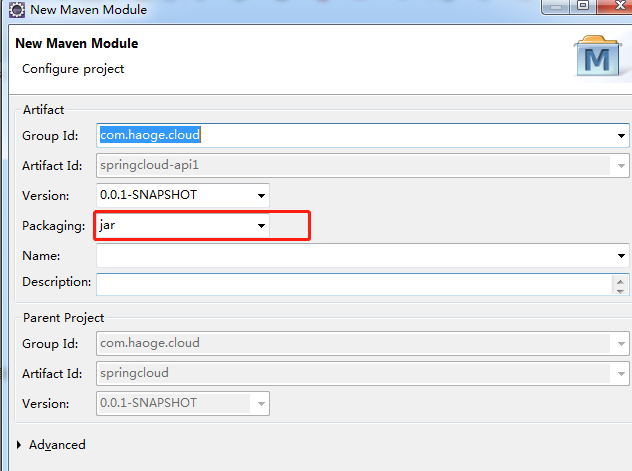 New Maven Module
New Maven Module
Configure project
M
Artifact
Group Id: com.haoge.cloud
Artifact Id: springcloud-api1
Version: 0.0.1-SNAPSHOT
Packaging: jar
Name:
Description:
Parent Project
Group Id: com.haoge.cloud
Artifact Id: springcloud
Version: 0.0.1-SNAPSHOT
Advanced